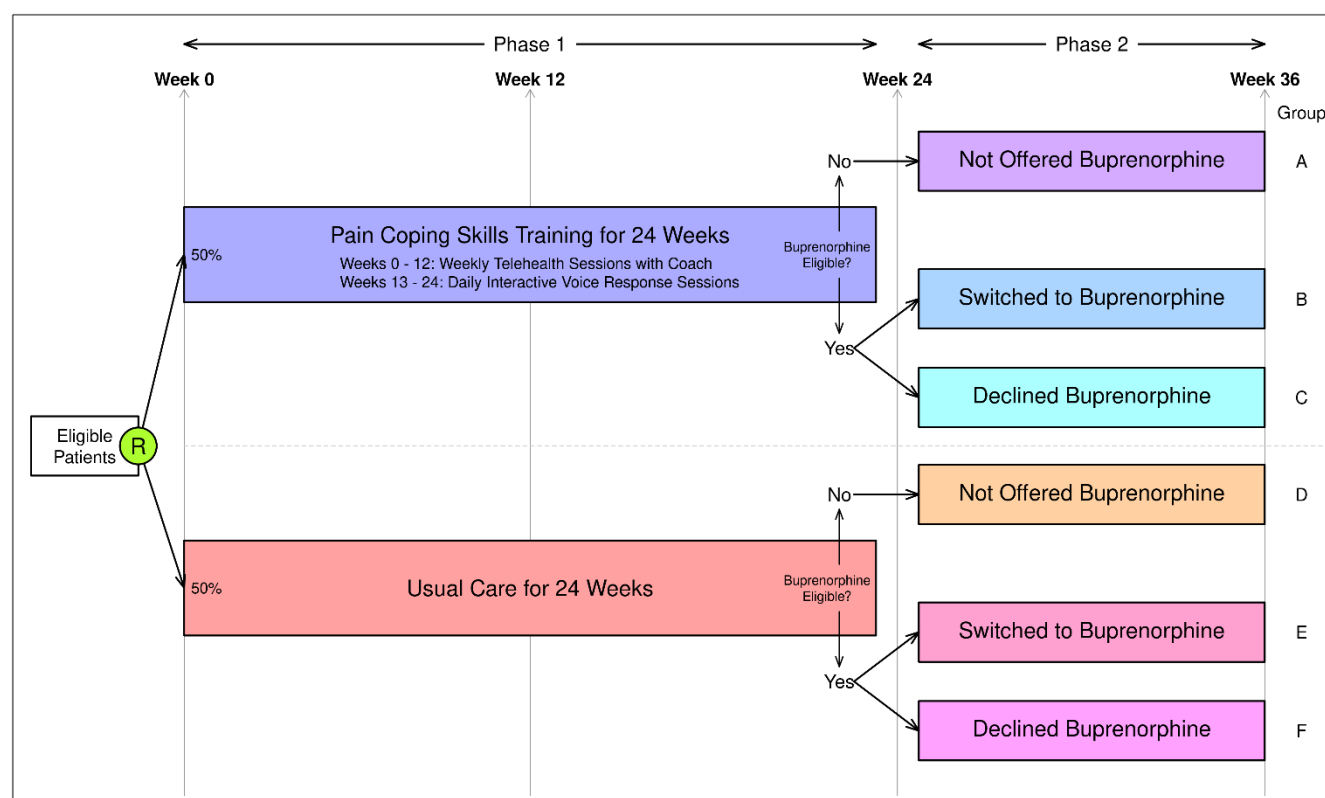 Phase 1
Phase 2
Week 0
Week 12
Week 24
Week 36
Group
No
Not Offered Buprenorphine
A
50%
Pain Coping Skills Training for 24 Weeks
Weeks 0 - 12: Weekly Telehealth Sessions with Coach
Weeks 13 - 24: Daily Interactive Voice Response Sessions
Buprenorphine
Eligible?
Switched to Buprenorphine
B
Yes
Declined Buprenorphine
C
Eligible
Patients
R
No
Not Offered Buprenorphine
D
50%
Usual Care for 24 Weeks
Buprenorphine
Eligible?
Switched to Buprenorphine
E
Yes
Declined Buprenorphine
F